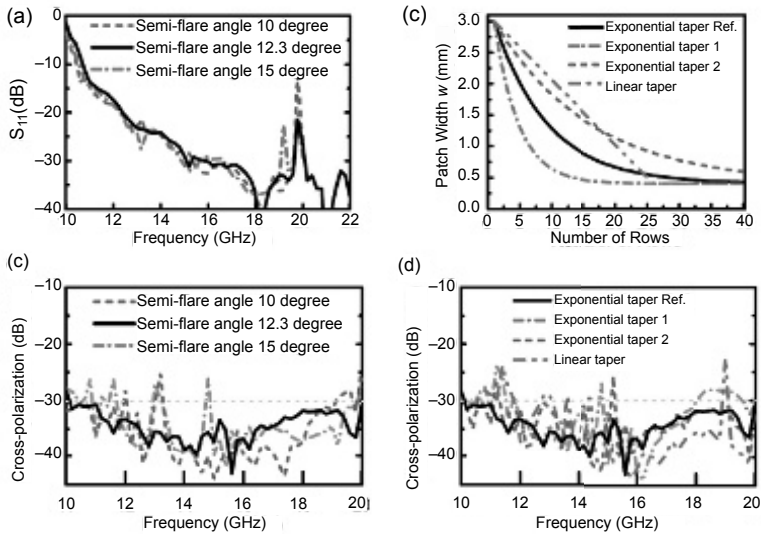 (a)
Semi-flare angle 10 degree
Semi-flare angle 12.3 degree
Semi-flare angle 15 degree
S11(dB)
0
–10
–20
–30
–40
10 12 14 16 18 20 22
Frequency (GHz)
(c)
Exponential taper Ref.
Exponential taper 1
Exponential taper 2
Linear taper
Patch Width w (mm)
3.0
2.5
2.0
1.5
1.0
0.5
0.0
0 5 10 15 20 25 30 35 40
Number of Rows
(c)
Semi-flare angle 10 degree
Semi-flare angle 12.3 degree
Semi-flare angle 15 degree
Cross-polarization (dB)
–10
–20
–30
–40
10 12 14 16 18 20
Frequency (GHz)
(d)
Exponential taper Ref.
Exponential taper 1
Exponential taper 2
Linear taper
Cross-polarization (dB)
–10
–20
–30
–40
10 12 14 16 18 20
Frequency (GHz)